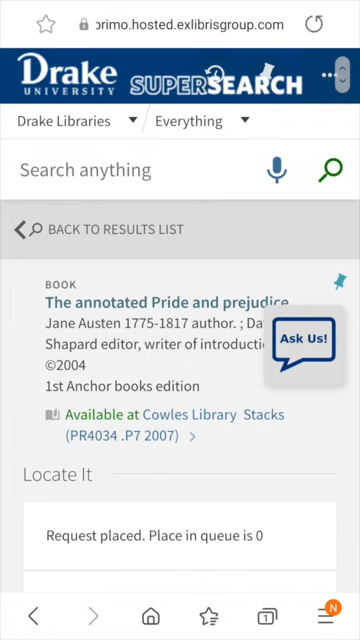 primo.hosted.exlibrisgroup.com
Drake
UNIVERSITY
SUPERSEARCH
Drake Libraries
Everything
Search anything
BACK TO RESULTS LIST
BOOK
The annotated Pride and prejudice
Jane Austen 1775-1817 author. ; Da
Shapard editor, writer of introducti
©2004
1st Anchor books edition
Ask Us!
Available at Cowles Library Stacks
(PR4034 .P7 2007)
Locate It
Request placed. Place in queue is 0
1
N